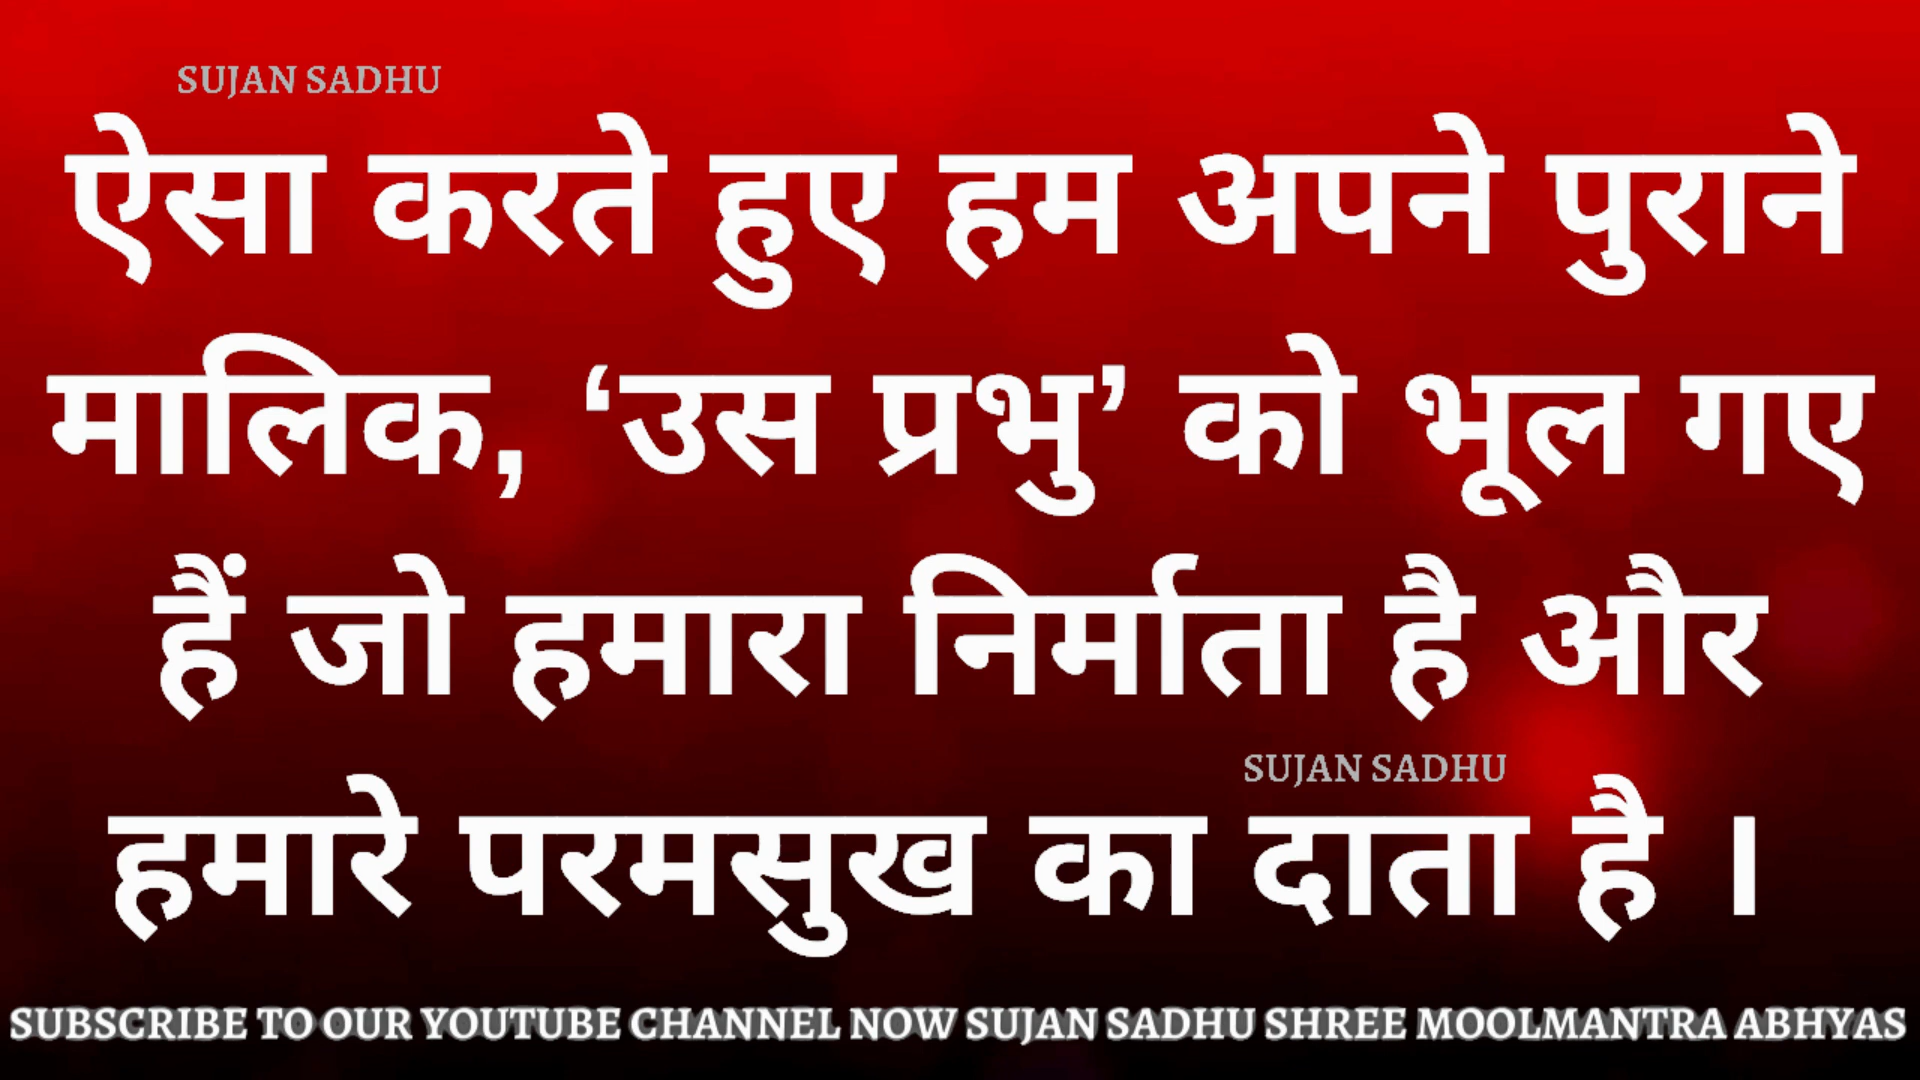 SUJAN SADHU
ऐसा करते हुए हम अपने पुराने
मालिक, ‘उस प्रभु’ को भूल गए
हैं जो हमारा निर्माता है और
SUJAN SADHU
हमारे परमसुख का दाता है ।
SUBSCRIBE TO OUR YOUTUBE CHANNEL NOW SUJAN SADHU SHREE MOOLMANTRA ABHYAS